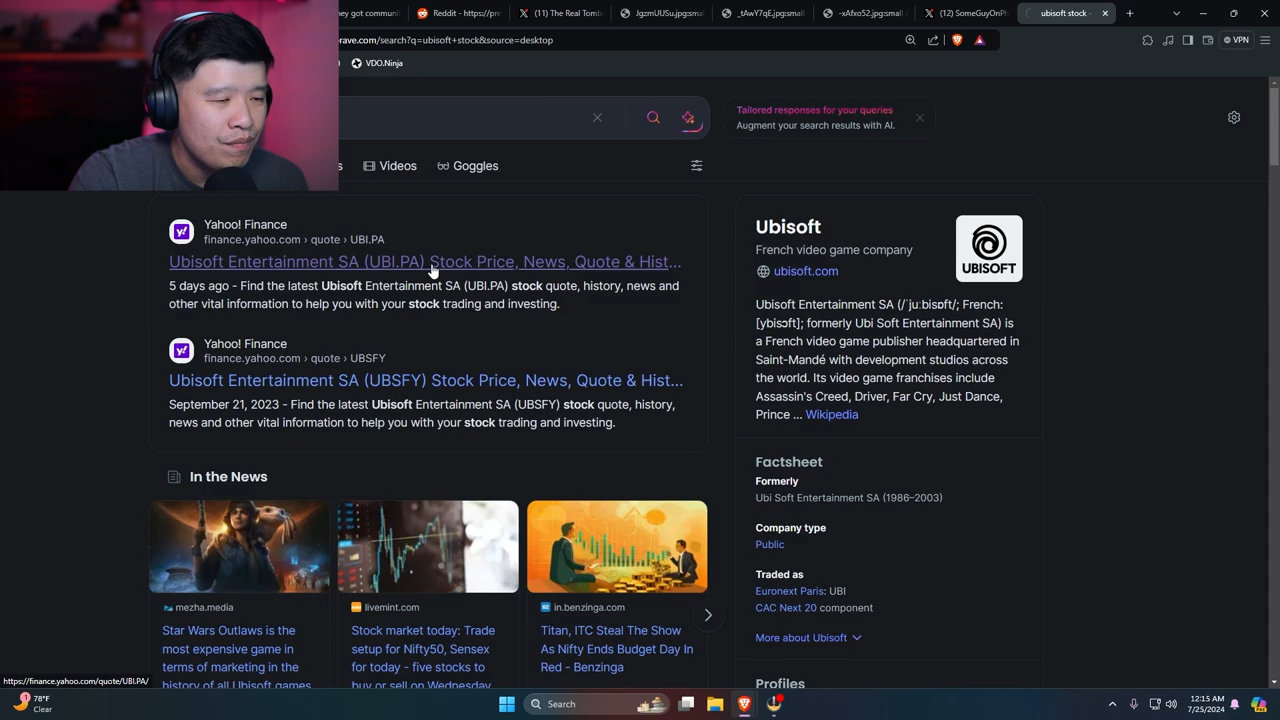 ey got communit
Reddit - https://pre
(11) The Real Tomb
JgzmUUSu.jpg:small
_tAwY7qE.jpg:small
-xAfxo52.jpg:small
(12) SomeGuyOnPh
ubisoft stock -
rave.com/search?q=ubisoft+stock&source=desktop
VPN
VDO.Ninja
Tailored responses for your queries
Augment your search results with AI.
Videos
Goggles
Yahoo! Finance
finance.yahoo.com › quote › UBI.PA
Ubisoft Entertainment SA (UBI.PA) Stock Price, News, Quote & Hist...
5 days ago - Find the latest Ubisoft Entertainment SA (UBI.PA) stock quote, history, news and
other vital information to help you with your stock trading and investing.
Yahoo! Finance
finance.yahoo.com › quote › UBSFY
Ubisoft Entertainment SA (UBSFY) Stock Price, News, Quote & Hist...
September 21, 2023 - Find the latest Ubisoft Entertainment SA (UBSFY) stock quote, history,
news and other vital information to help you with your stock trading and investing.
In the News
mezha.media
Star Wars Outlaws is the
most expensive game in
terms of marketing in the
history of all Ubisoft games
livemint.com
Stock market today: Trade
setup for Nifty50, Sensex
for today - five stocks to
buy or sell on Wednesday
in.benzinga.com
Titan, ITC Steal The Show
As Nifty Ends Budget Day In
Red - Benzinga
Ubisoft
French video game company
ubisoft.com
UBISOFT
Ubisoft Entertainment SA (/ˈjuːbisɒft/; French:
[ybisɔft]; formerly Ubi Soft Entertainment SA) is
a French video game publisher headquartered in
Saint-Mandé with development studios across
the world. Its video game franchises include
Assassin's Creed, Driver, Far Cry, Just Dance,
Prince ... Wikipedia
Factsheet
Formerly
Ubi Soft Entertainment SA (1986–2003)
Company type
Public
Traded as
Euronext Paris: UBI
CAC Next 20 component
More about Ubisoft
Profiles
https://finance.yahoo.com/quote/UBI.PA/
78°F
Clear
Search
12:15 AM
7/25/2024